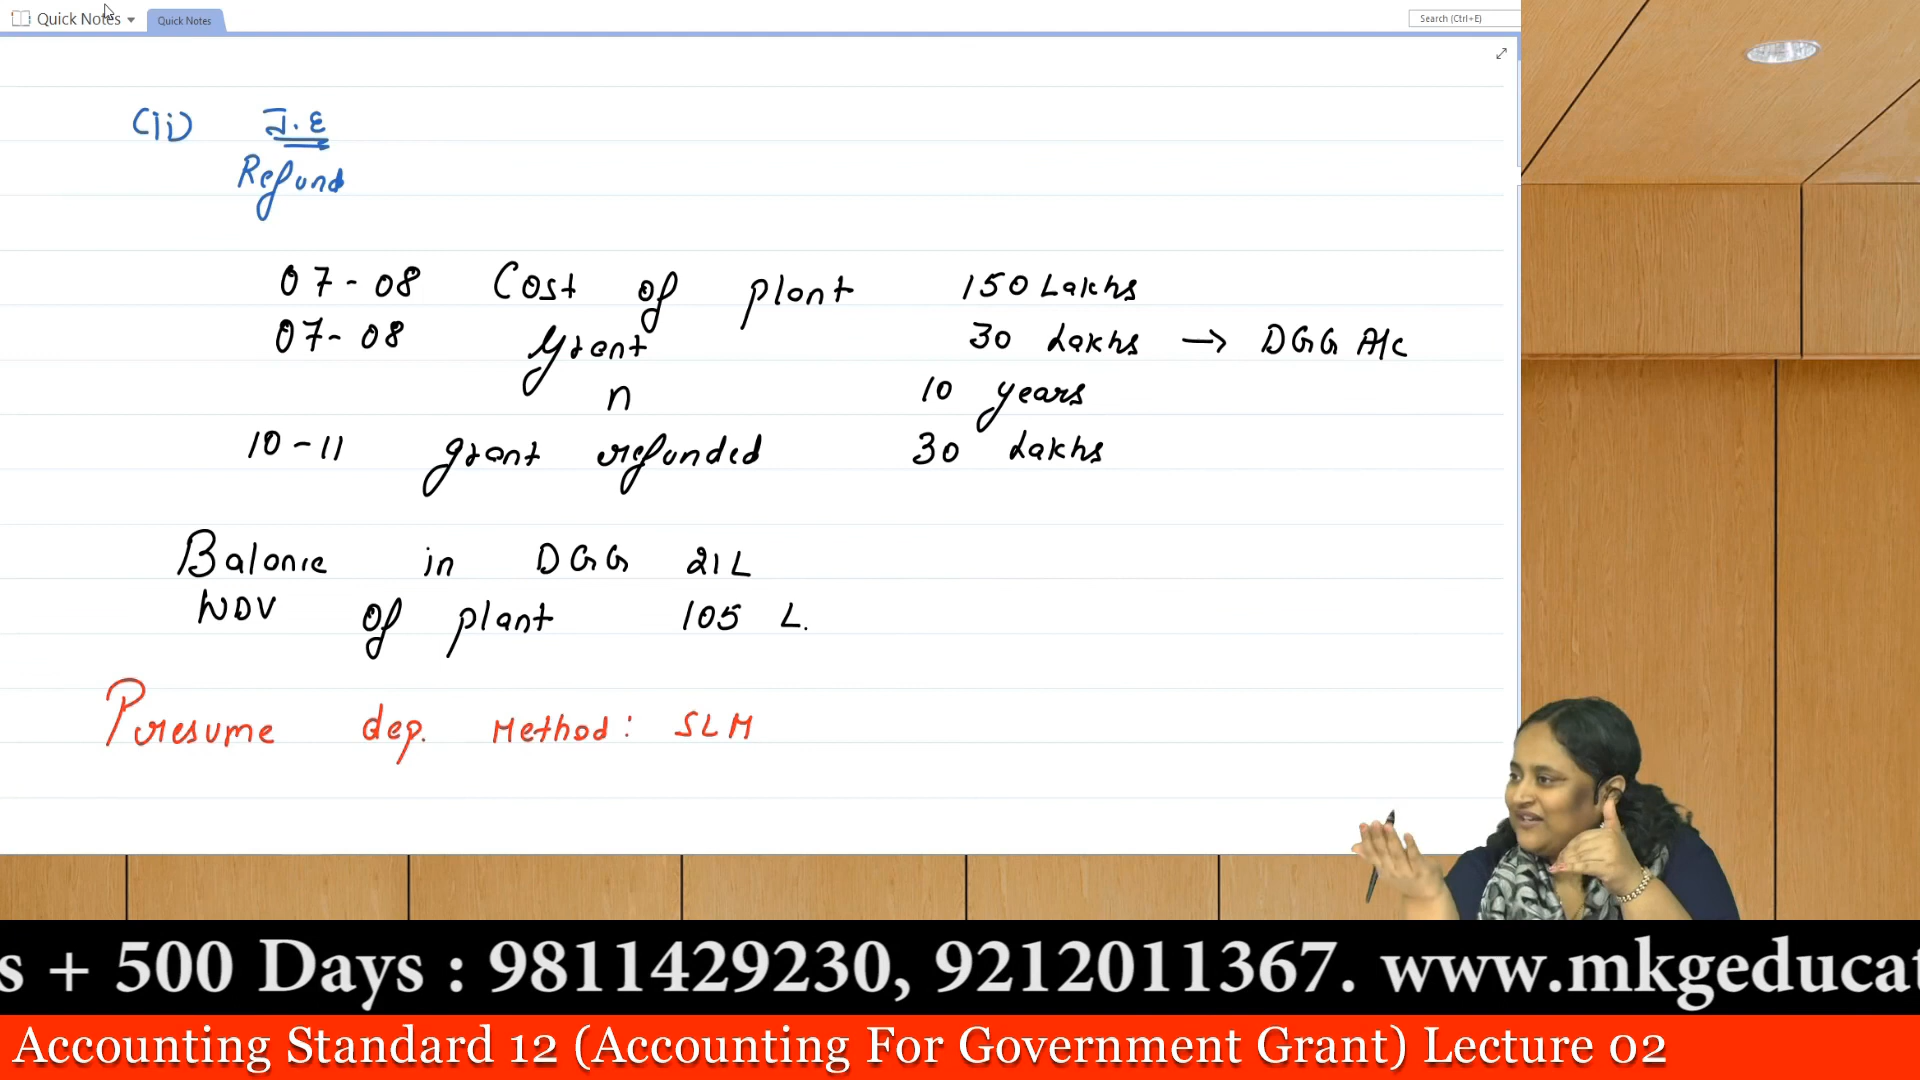 Quick Notes
Quick Notes
Search (Ctrl+E)
(ii) J.E
Refund
07-08 Cost of plant 150 Lakhs
07-08 Grant 30 Lakhs → DGG A/c
n 10 years
10-11 grant refunded 30 Lakhs
Balance in DGG 21L
WDV of plant 105 L.
Presume dep. Method: SLM
s + 500 Days : 9811429230, 9212011367. www.mkgeducat
Accounting Standard 12 (Accounting For Government Grant) Lecture 02